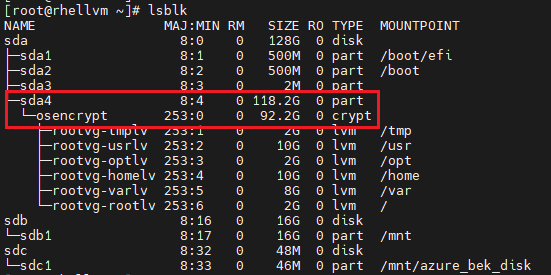 [root@rhellvm ~]# lsblk
NAME MAJ:MIN RM SIZE RO TYPE MOUNTPOINT
sda 8:0 0 128G 0 disk
├─sda1 8:1 0 500M 0 part /boot/efi
├─sda2 8:2 0 500M 0 part /boot
├─sda3 8:3 0 2M 0 part
├─sda4 8:4 0 118.2G 0 part
└─osencrypt 253:0 0 92.2G 0 crypt
├─rootvg-tmplv 253:1 0 2G 0 lvm /tmp
├─rootvg-usrlv 253:2 0 10G 0 lvm /usr
├─rootvg-optlv 253:3 0 2G 0 lvm /opt
├─rootvg-homelv 253:4 0 10G 0 lvm /home
├─rootvg-varlv 253:5 0 8G 0 lvm /var
└─rootvg-rootlv 253:6 0 2G 0 lvm /
sdb 8:16 0 16G 0 disk
└─sdb1 8:17 0 16G 0 part /mnt
sdc 8:32 0 48M 0 disk
└─sdc1 8:33 0 46M 0 part /mnt/azure_bek_disk